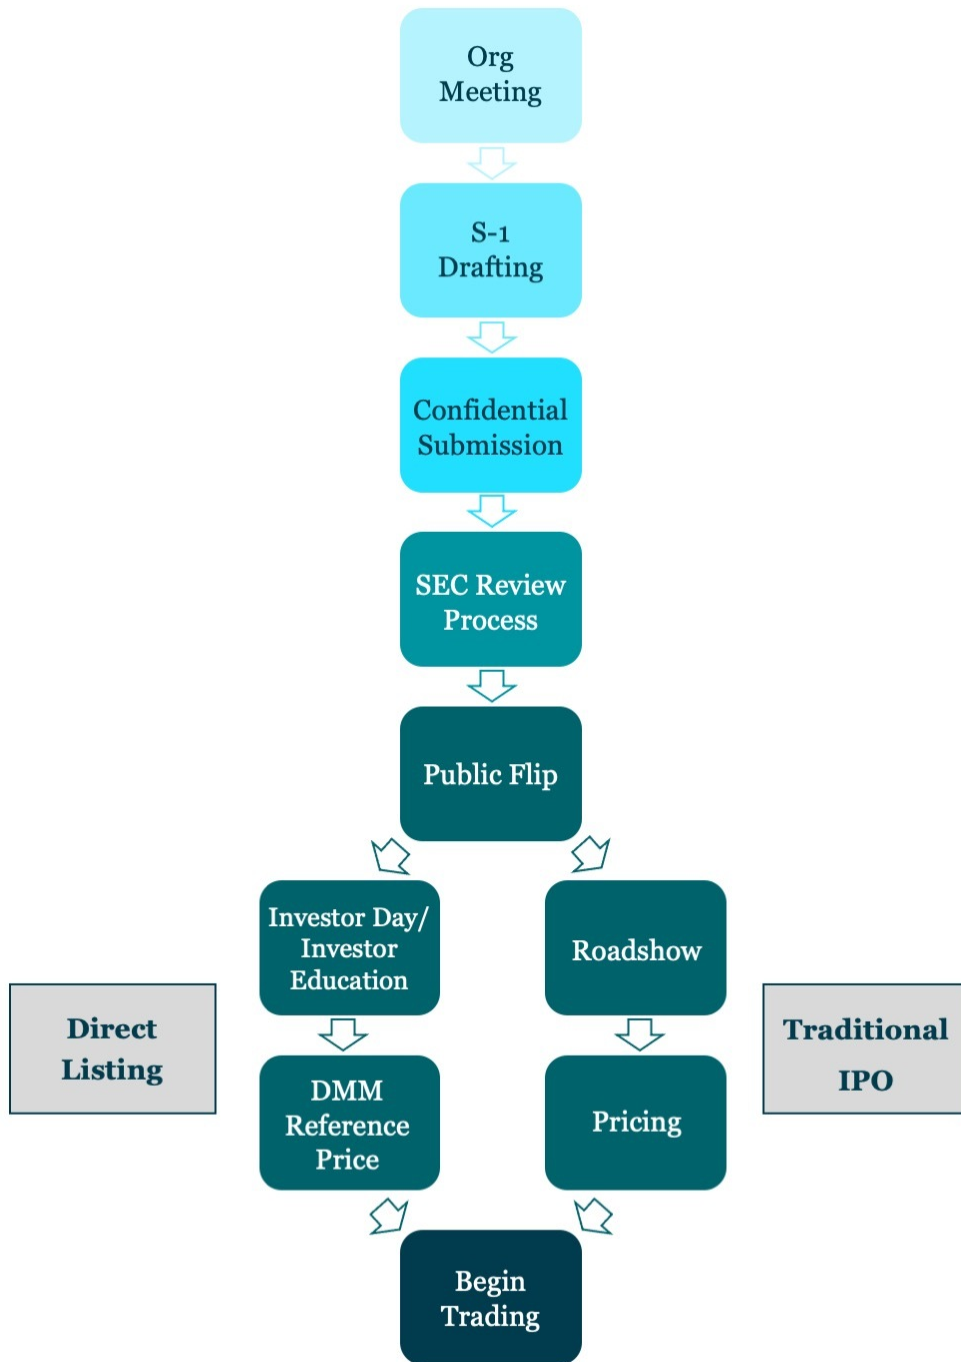 Org
Meeting
S-1
Drafting
Confidential
Submission
SEC Review
Process
Public Flip
Investor Day/
Investor
Education
Roadshow
Direct
Listing
Traditional
IPO
DMM
Reference
Price
Pricing
Begin
Trading